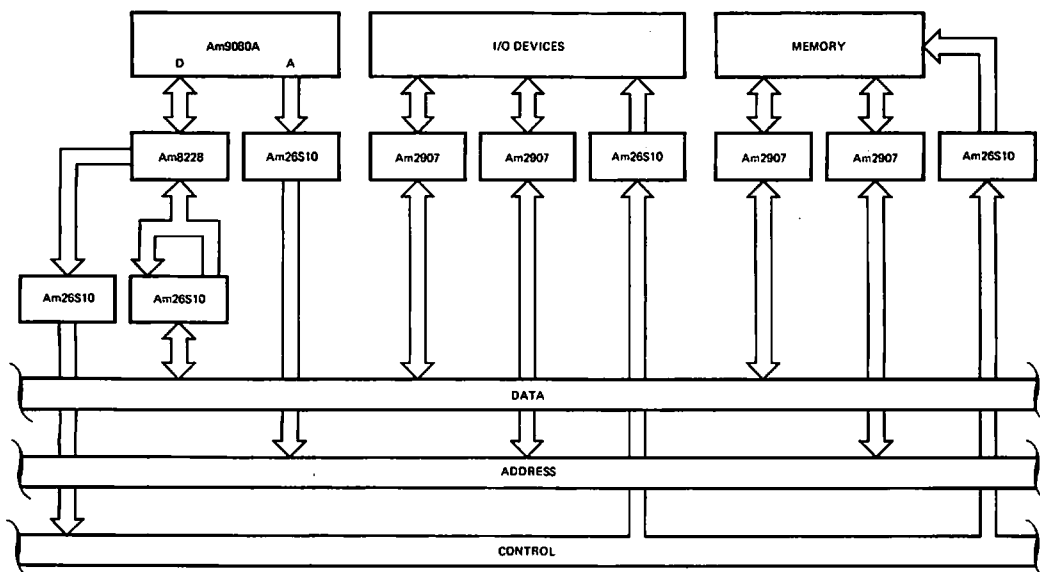 Am9080A
D A
I/O DEVICES
MEMORY
Am8228
Am26S10
Am2907
Am2907
Am26S10
Am2907
Am2907
Am26S10
Am26S10
Am26S10
DATA
ADDRESS
CONTROL